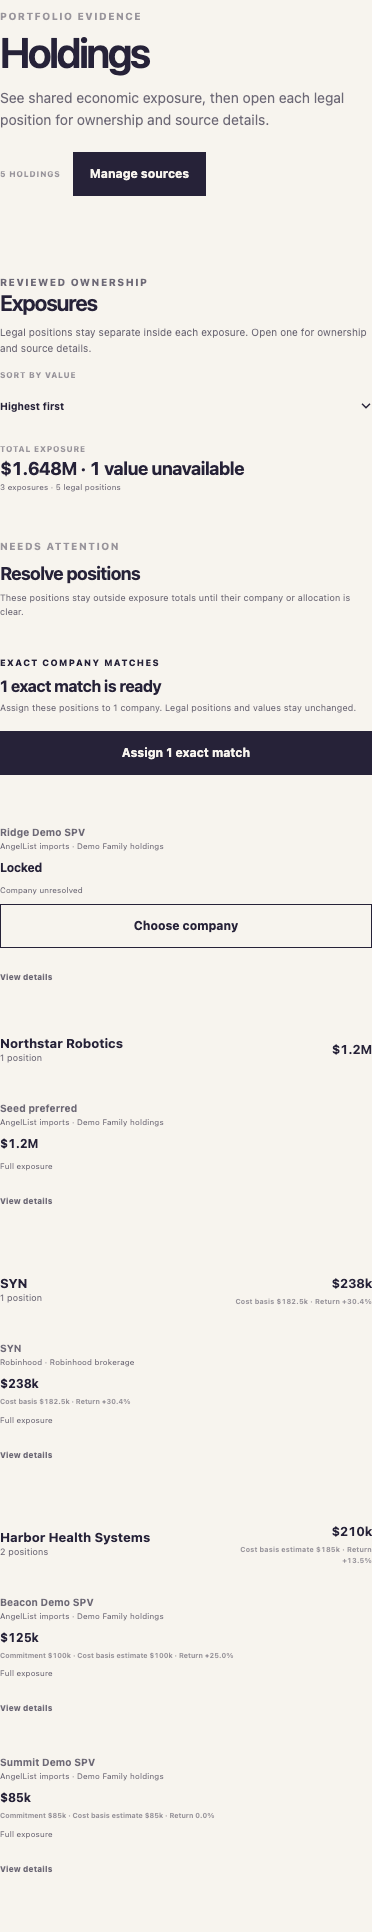 PORTFOLIO EVIDENCE
Holdings
See shared economic exposure, then open each legal
position for ownership and source details.
5 HOLDINGS
Manage sources
REVIEWED OWNERSHIP
Exposures
Legal positions stay separate inside each exposure. Open one for ownership
and source details.
SORT BY VALUE
Highest first
TOTAL EXPOSURE
$1.648M · 1 value unavailable
3 exposures · 5 legal positions
NEEDS ATTENTION
Resolve positions
These positions stay outside exposure totals until their company or allocation is
clear.
EXACT COMPANY MATCHES
1 exact match is ready
Assign these positions to 1 company. Legal positions and values stay unchanged.
Assign 1 exact match
Ridge Demo SPV
AngelList imports · Demo Family holdings
Locked
Company unresolved
Choose company
View details
Northstar Robotics
$1.2M
1 position
Seed preferred
AngelList imports · Demo Family holdings
$1.2M
Full exposure
View details
SYN
$238k
1 position
Cost basis $182.5k · Return +30.4%
SYN
Robinhood · Robinhood brokerage
$238k
Cost basis $182.5k · Return +30.4%
Full exposure
View details
Harbor Health Systems
$210k
2 positions
Cost basis estimate $185k · Return
+13.5%
Beacon Demo SPV
AngelList imports · Demo Family holdings
$125k
Commitment $100k · Cost basis estimate $100k · Return +25.0%
Full exposure
View details
Summit Demo SPV
AngelList imports · Demo Family holdings
$85k
Commitment $85k · Cost basis estimate $85k · Return 0.0%
Full exposure
View details